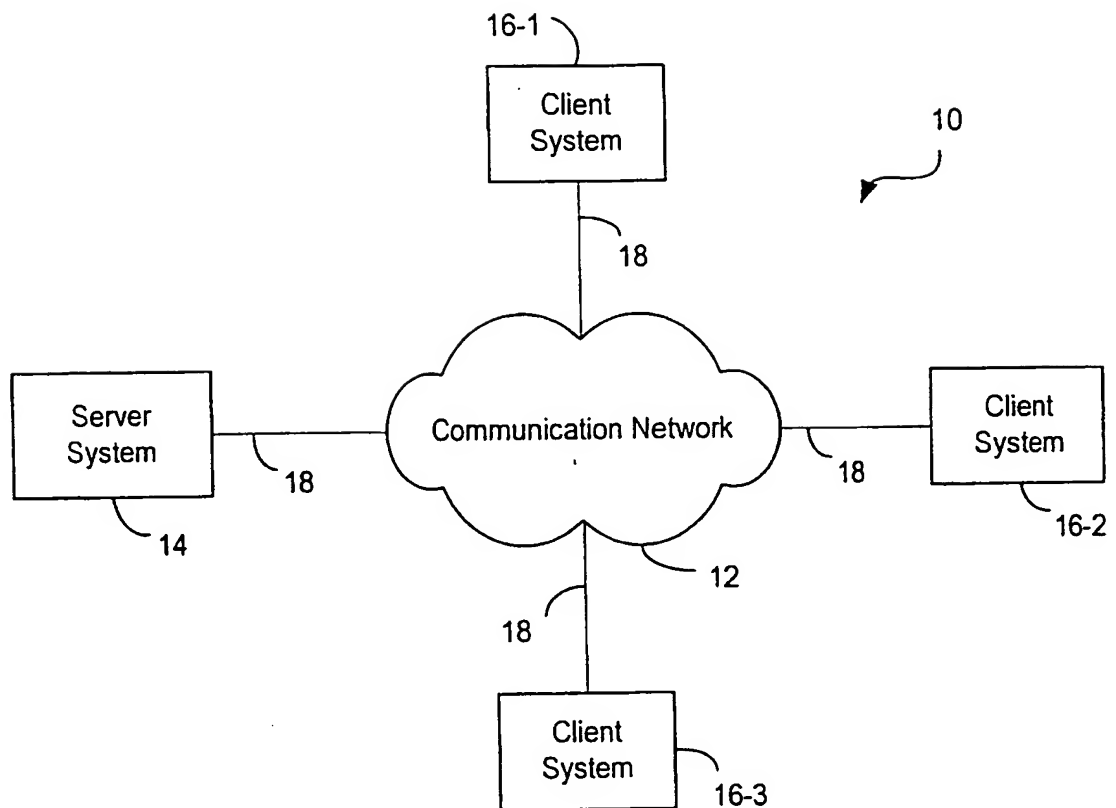 16-1
Client
System
10
18
Server
System
Communication Network
Client
System
18
18
14
16-2
12
18
Client
System
16-3